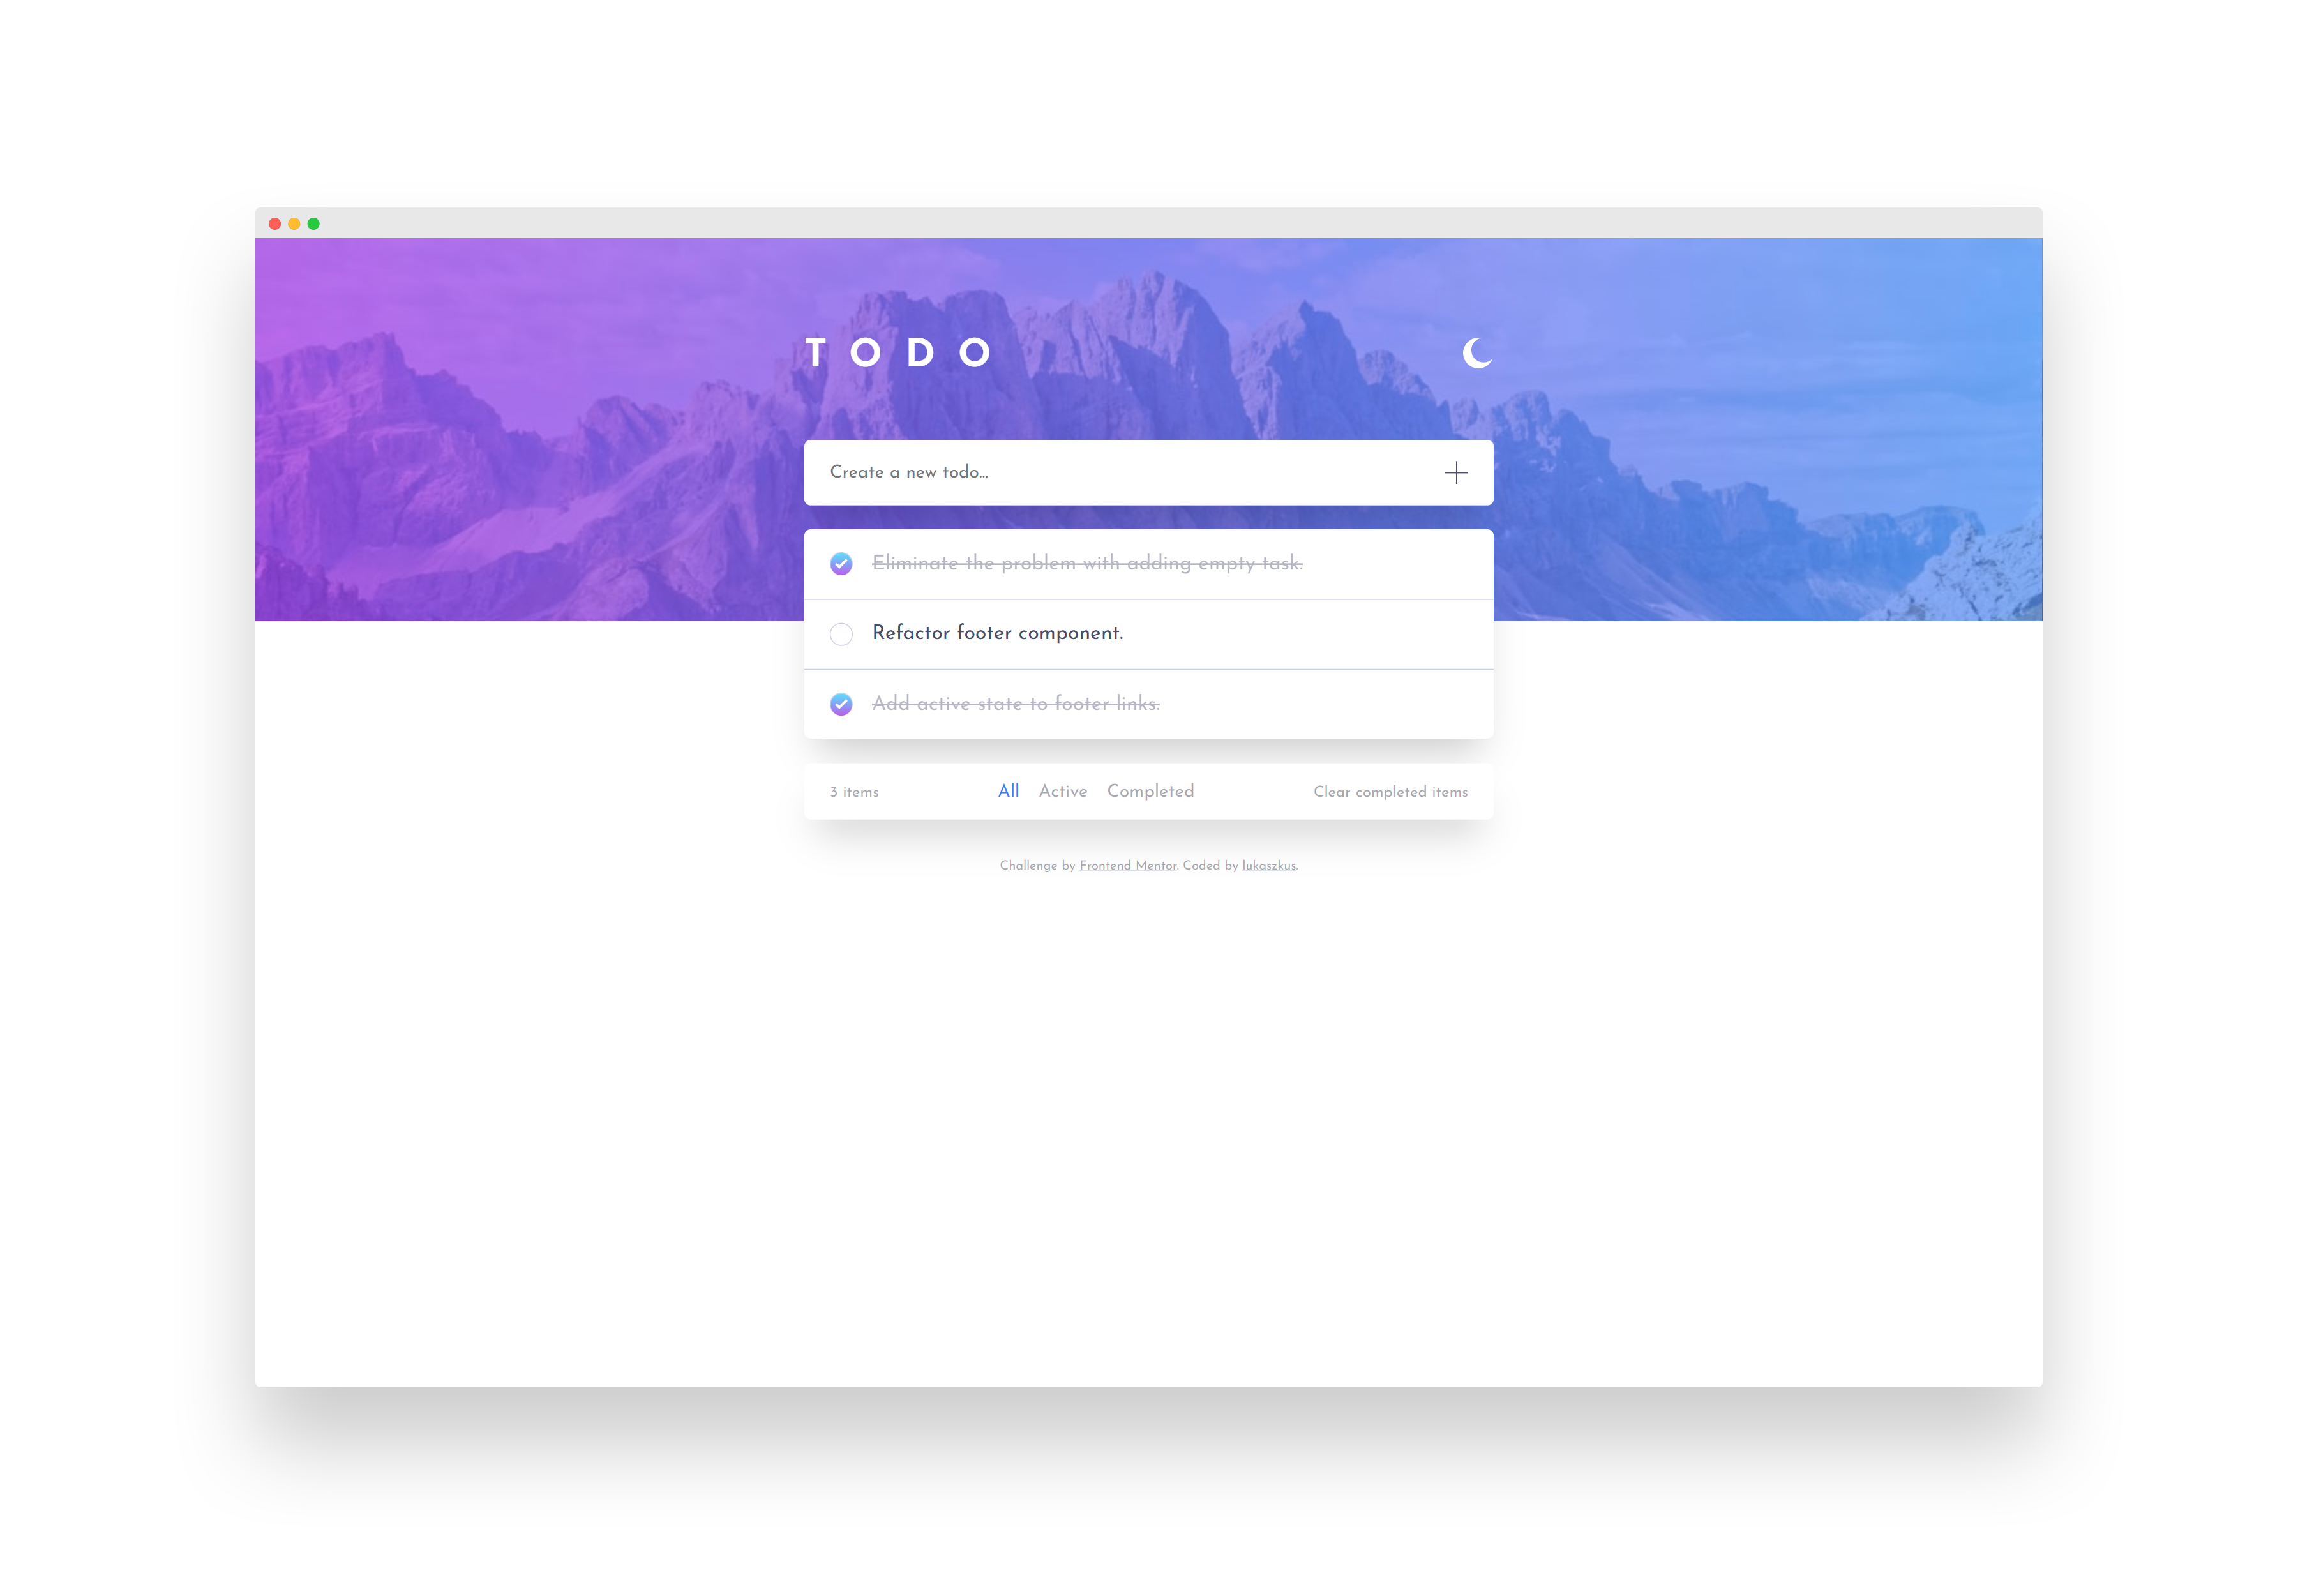 TODO
Create a new todo...
Eliminate the problem with adding empty task.
Refactor footer component.
Add active state to footer links.
3 items All Active Completed Clear completed items
Challenge by Frontend Mentor. Coded by lukaszkus.